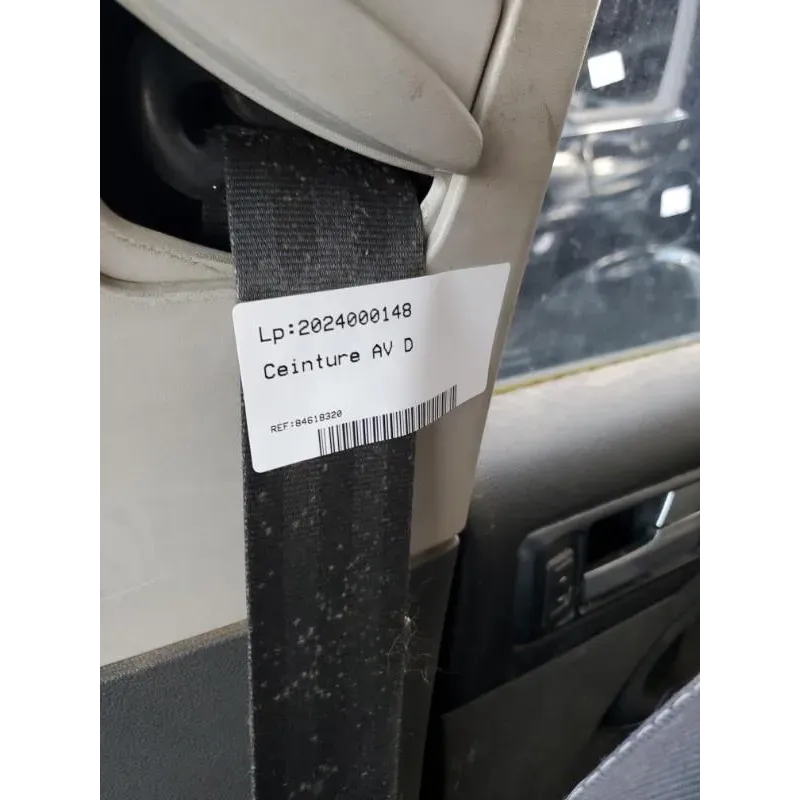 Lp:2024000148
Ceinture AV D
REF:84618320